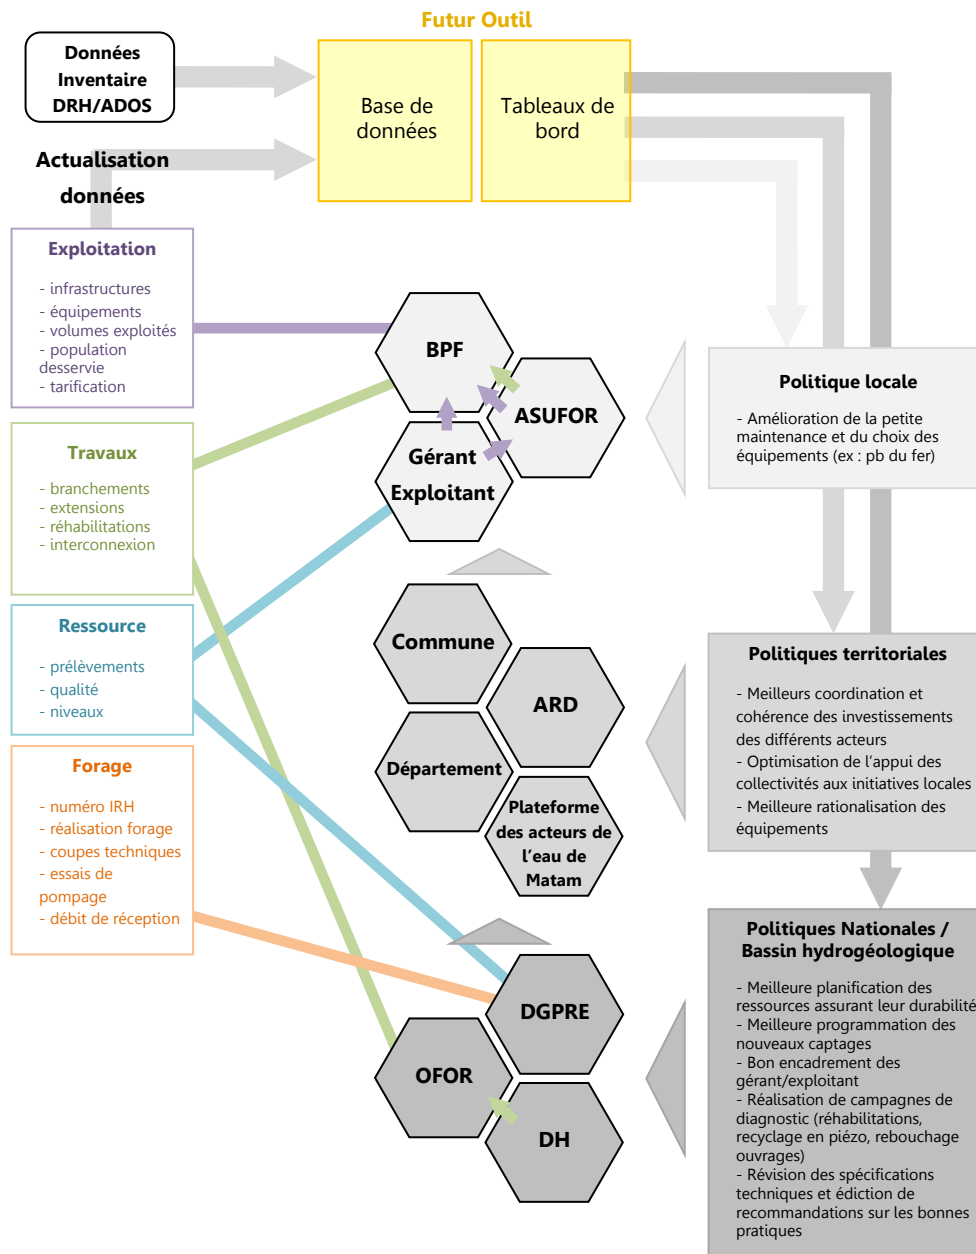 Futur Outil
Données
Inventaire
DRH/ADOS
Base de
données
Tableaux de
bord
Actualisation
données
Exploitation
- infrastructures
- équipements
- volumes exploités
- population
desservie
- tarification
Travaux
- branchements
- extensions
- réhabilitations
- interconnexion
Ressource
- prélèvements
- qualité
- niveaux
Forage
- numéro IRH
- réalisation forage
- coupes techniques
- essais de
pompage
- débit de réception
BPF
ASUFOR
Gérant
Exploitant
Commune
ARD
Département
Plateforme
des acteurs de
l'eau de
Matam
DGPRE
OFOR
DH
Politique locale
- Amélioration de la petite
maintenance et du choix des
équipements (ex : pb du fer)
Politiques territoriales
- Meilleurs coordination et
cohérence des investissements
des différents acteurs
- Optimisation de l'appui des
collectivités aux initiatives locales
- Meilleure rationalisation des
équipements
Politiques Nationales /
Bassin hydrogéologique
- Meilleure planification des
ressources assurant leur durabilité
- Meilleure programmation des
nouveaux captages
- Bon encadrement des
gérant/exploitant
- Réalisation de campagnes de
diagnostic (réhabilitations,
recyclage en piézo, rebouchage
ouvrages)
- Révision des spécifications
techniques et édiction de
recommandations sur les bonnes
pratiques